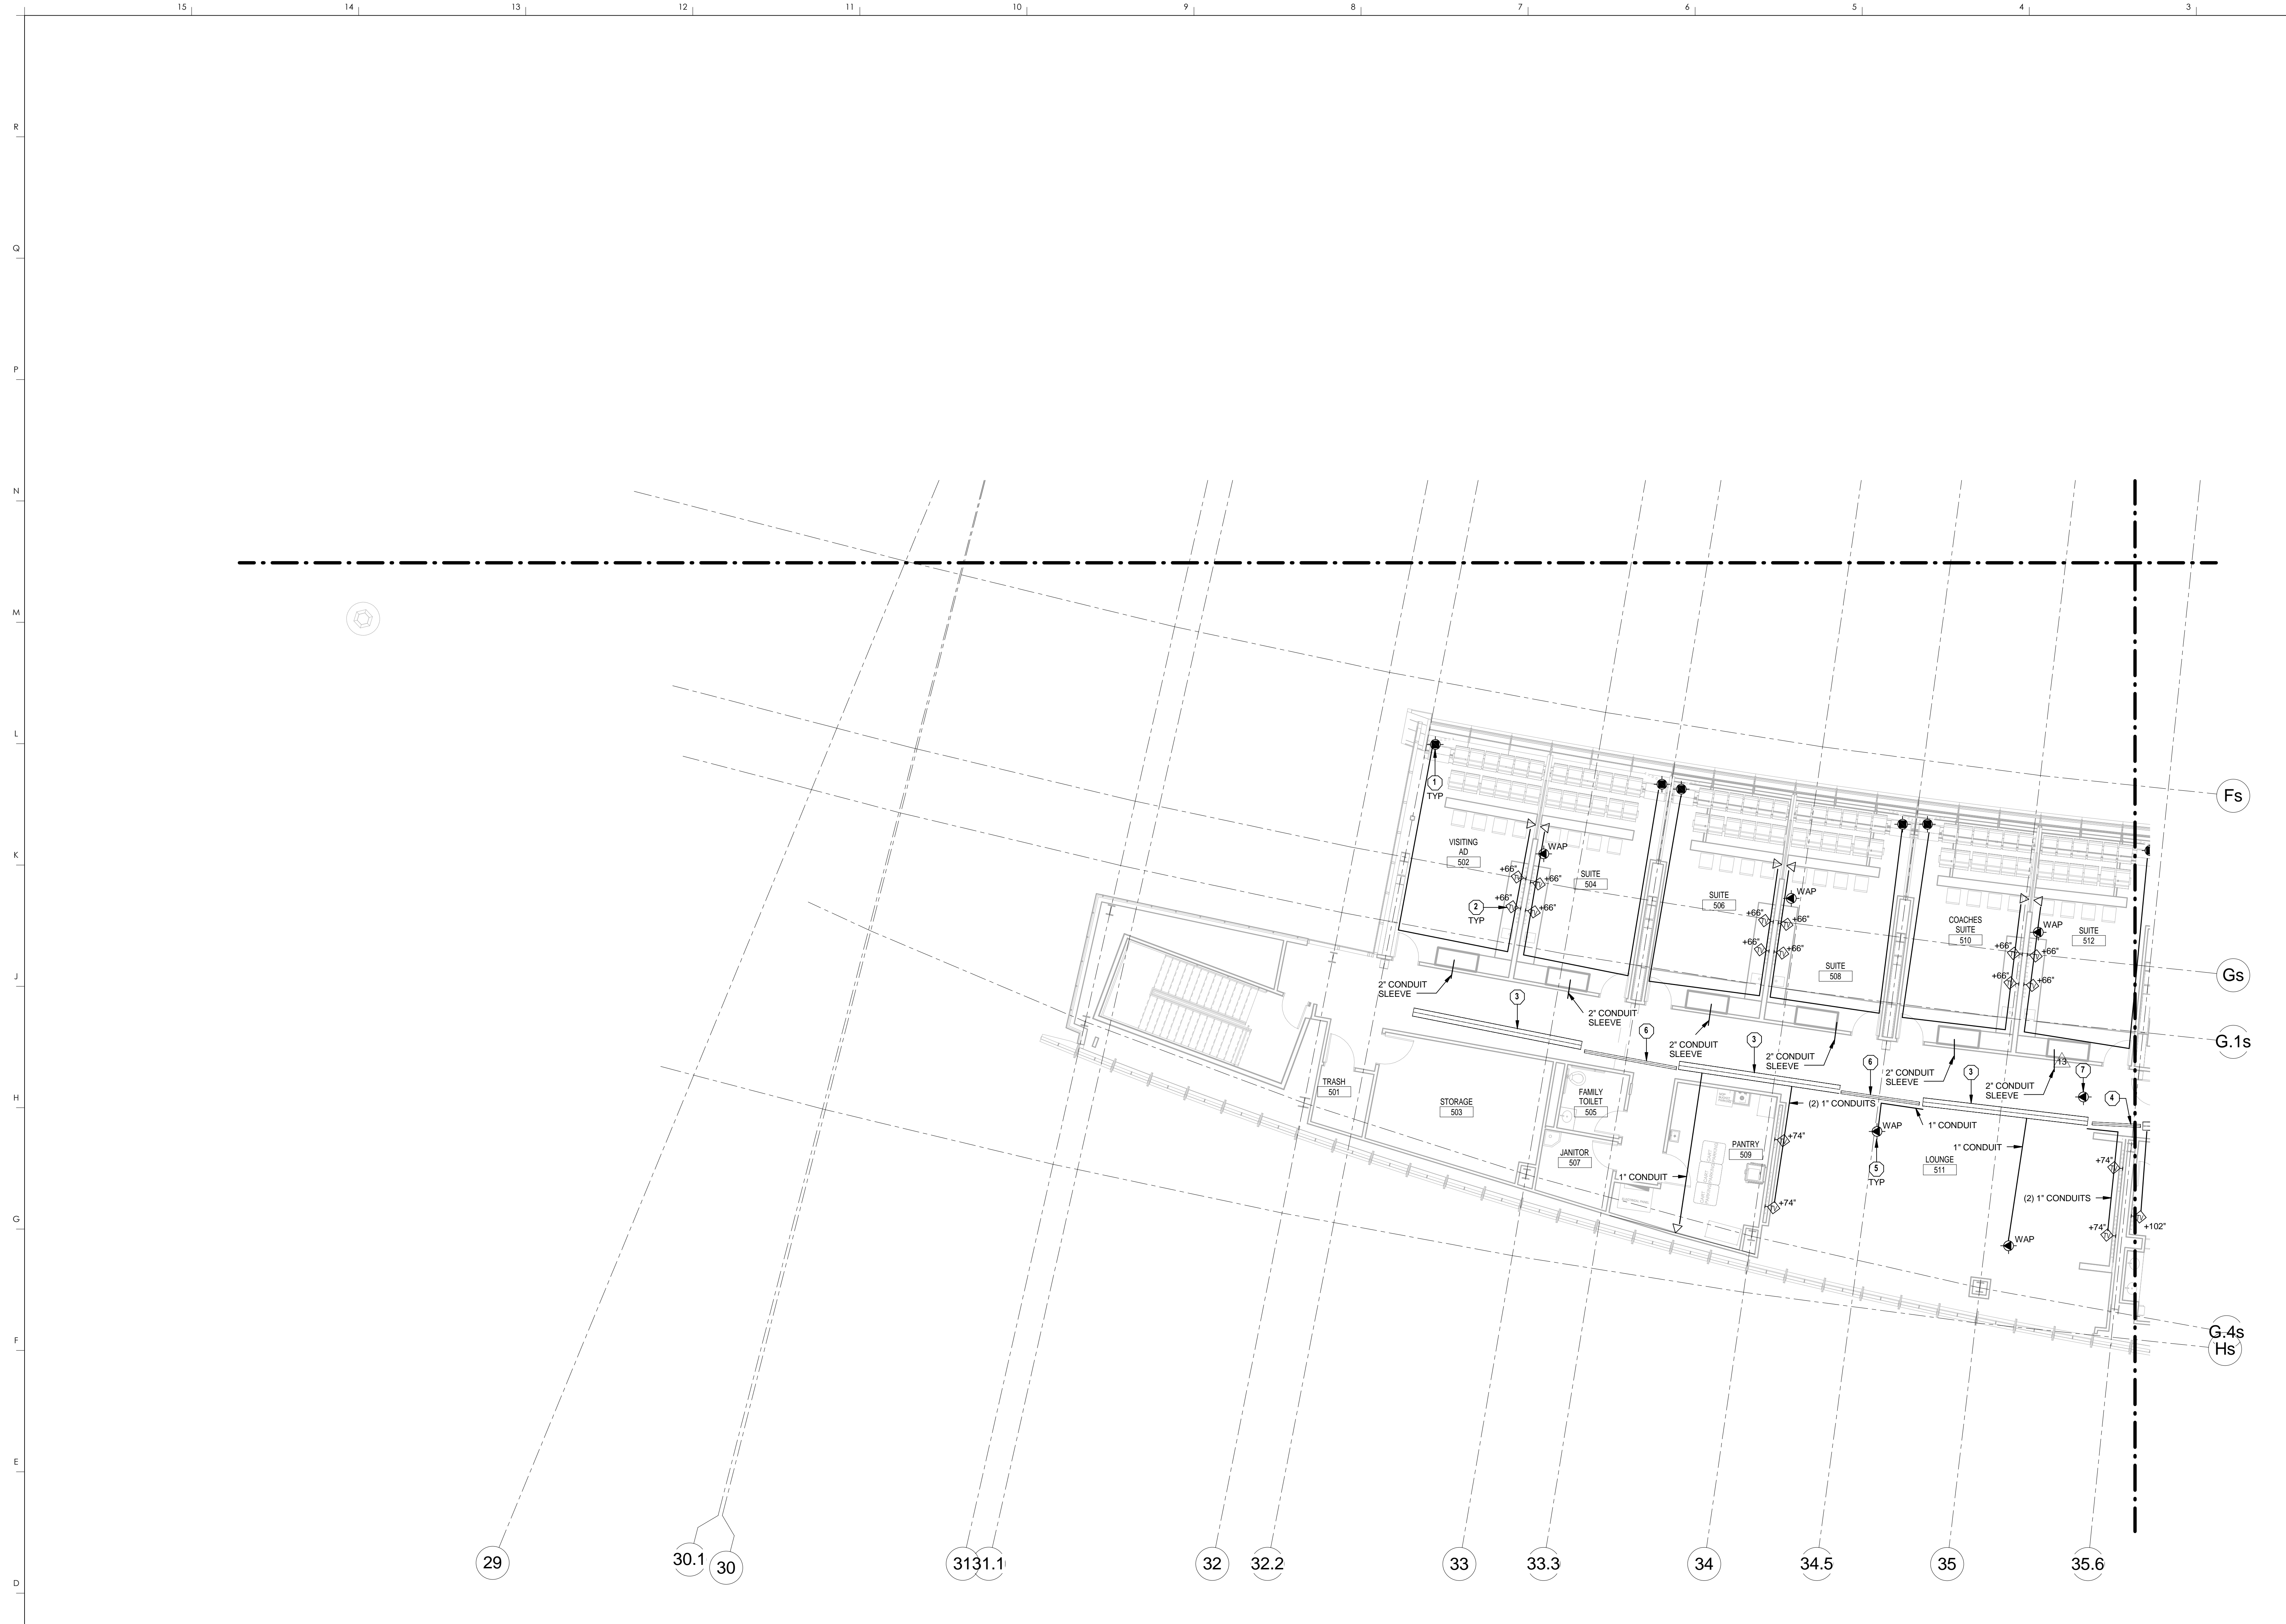 15 14 13 12 11 10 9 8 7 6 5 4 3
R
Q
P
N
M
L
K
J
H
G
F
E
D
Fs
Gs
G.1s
G.4s
Hs
1
TYP
VISITING
AD
502
+66"
+66"
2
TYP
WAP
+66"
+66"
SUITE
504
SUITE
506
+66"
+66"
WAP
+66"
+66"
SUITE
508
COACHES
SUITE
510
+66"
+66"
WAP
+66"
+66"
SUITE
512
2" CONDUIT
SLEEVE
3
2" CONDUIT
SLEEVE
6
2" CONDUIT
SLEEVE
3
2" CONDUIT
SLEEVE
6
2" CONDUIT
SLEEVE
3
2" CONDUIT
SLEEVE
13
7
4
TRASH
501
STORAGE
503
FAMILY
TOILET
505
JANITOR
507
1" CONDUIT
PANTRY
509
(2) 1" CONDUITS
+74"
+74"
WAP
5
TYP
1" CONDUIT
LOUNGE
511
1" CONDUIT
WAP
+74"
(2) 1" CONDUITS
+74"
+102"
29
30.1
30
31
31.1
32
32.2
33
33.3
34
34.5
35
35.6